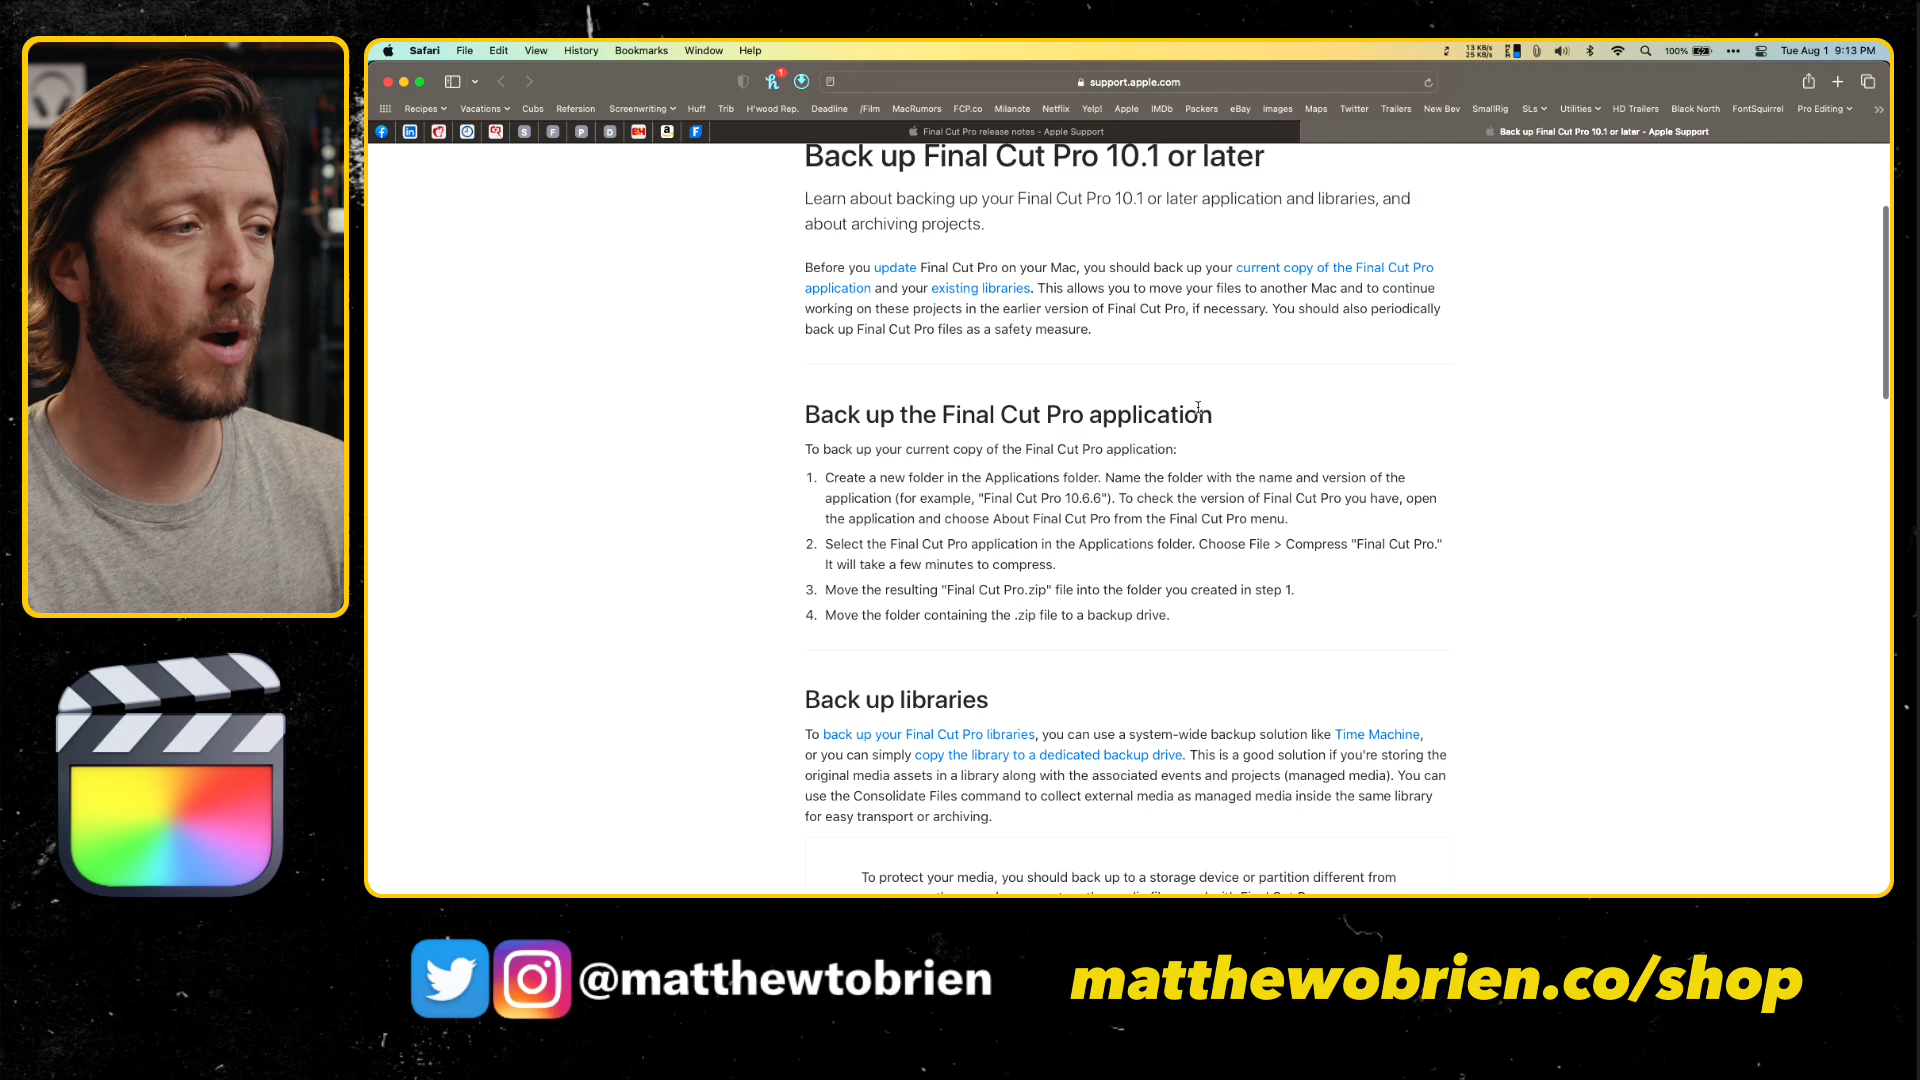 Safari File Edit View History Bookmarks Window Help
13 KB/s
25 KB/s
100%
Tue Aug 1 9:13 PM
1
support.apple.com
Recipes Vacations Cubs Refersion Screenwriting Huff Trib H'wood Rep. Deadline /Film MacRumors FCP.co Milanote Netflix Yelp! Apple IMDb Packers eBay Images Maps Twitter Trailers New Bev SmallRig SLs Utilities HD Trailers Black North FontSquirrel Pro Editing
S F P D
Final Cut Pro release notes - Apple Support
Back up Final Cut Pro 10.1 or later - Apple Support
Back up Final Cut Pro 10.1 or later
Learn about backing up your Final Cut Pro 10.1 or later application and libraries, and
about archiving projects.
Before you update Final Cut Pro on your Mac, you should back up your current copy of the Final Cut Pro
application and your existing libraries. This allows you to move your files to another Mac and to continue
working on these projects in the earlier version of Final Cut Pro, if necessary. You should also periodically
back up Final Cut Pro files as a safety measure.
Back up the Final Cut Pro application
To back up your current copy of the Final Cut Pro application:
1. Create a new folder in the Applications folder. Name the folder with the name and version of the
application (for example, "Final Cut Pro 10.6.6"). To check the version of Final Cut Pro you have, open
the application and choose About Final Cut Pro from the Final Cut Pro menu.
2. Select the Final Cut Pro application in the Applications folder. Choose File > Compress "Final Cut Pro."
It will take a few minutes to compress.
3. Move the resulting "Final Cut Pro.zip" file into the folder you created in step 1.
4. Move the folder containing the .zip file to a backup drive.
Back up libraries
To back up your Final Cut Pro libraries, you can use a system-wide backup solution like Time Machine,
or you can simply copy the library to a dedicated backup drive. This is a good solution if you're storing the
original media assets in a library along with the associated events and projects (managed media). You can
use the Consolidate Files command to collect external media as managed media inside the same library
for easy transport or archiving.
To protect your media, you should back up to a storage device or partition different from
@matthewtobrien
matthewobrien.co/shop